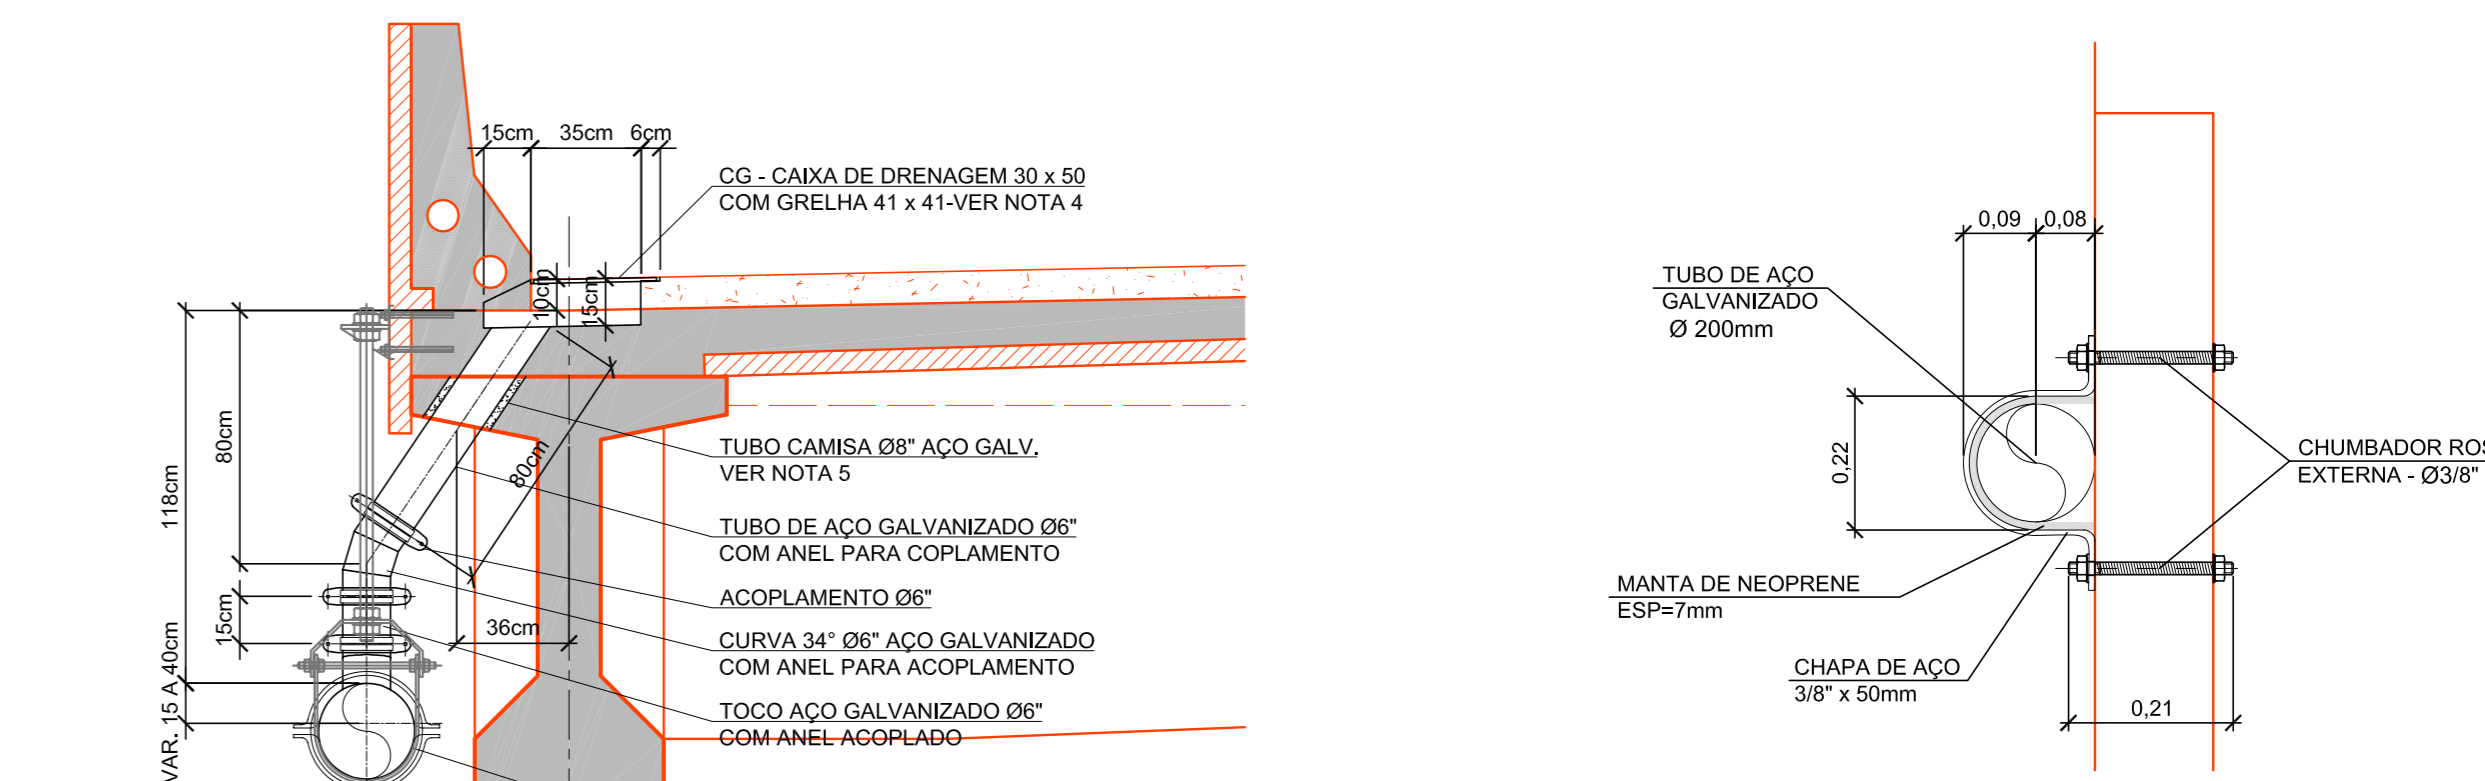 15cm 35cm 6cm
CG - CAIXA DE DRENAGEM 30 x 50
COM GRELHA 41 x 41-VER NOTA 4
10cm
15cm
80cm
118cm
80cm
TUBO CAMISA Ø8" AÇO GALV.
VER NOTA 5
TUBO DE AÇO GALVANIZADO Ø6"
COM ANEL PARA COPLAMENTO
ACOPLAMENTO Ø6"
15cm
36cm
CURVA 34° Ø6" AÇO GALVANIZADO
COM ANEL PARA ACOPLAMENTO
VAR. 15 A 40cm
TOCO AÇO GALVANIZADO Ø6"
COM ANEL ACOPLADO
0,09 0,08
TUBO DE AÇO
GALVANIZADO
Ø 200mm
0,22
CHUMBADOR ROS
EXTERNA - Ø3/8"
MANTA DE NEOPRENE
ESP=7mm
CHAPA DE AÇO
3/8" x 50mm
0,21